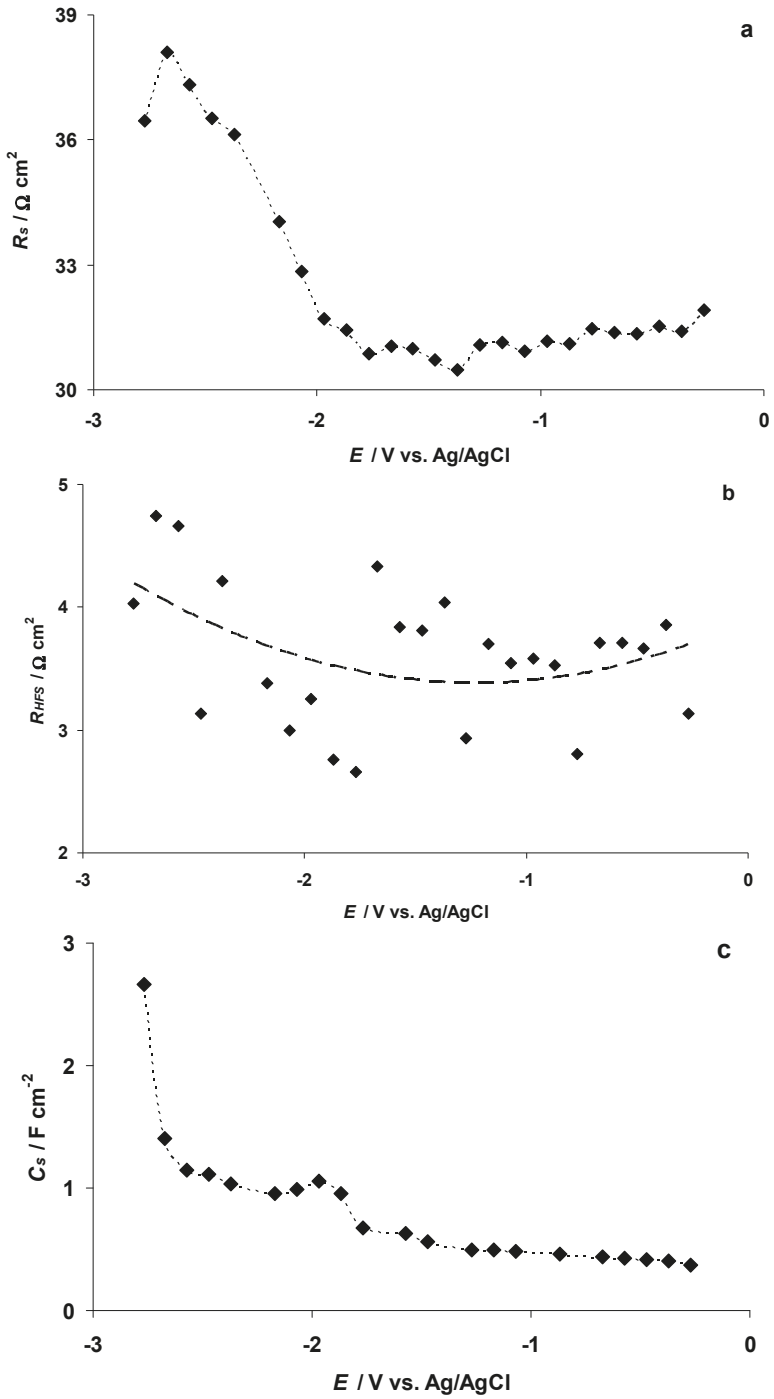 a
39
36
33
30
Rs / Ω cm²
-3 -2 -1 0
E / V vs. Ag/AgCl
b
5
4
3
2
RHFS / Ω cm²
-3 -2 -1 0
E / V vs. Ag/AgCl
c
3
2
1
0
Cs / F cm⁻²
-3 -2 -1 0
E / V vs. Ag/AgCl